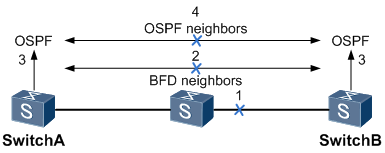 4
OSPF
OSPF neighbors
OSPF
3
2
3
BFD neighbors
1
S
S
S
SwitchA
SwitchB